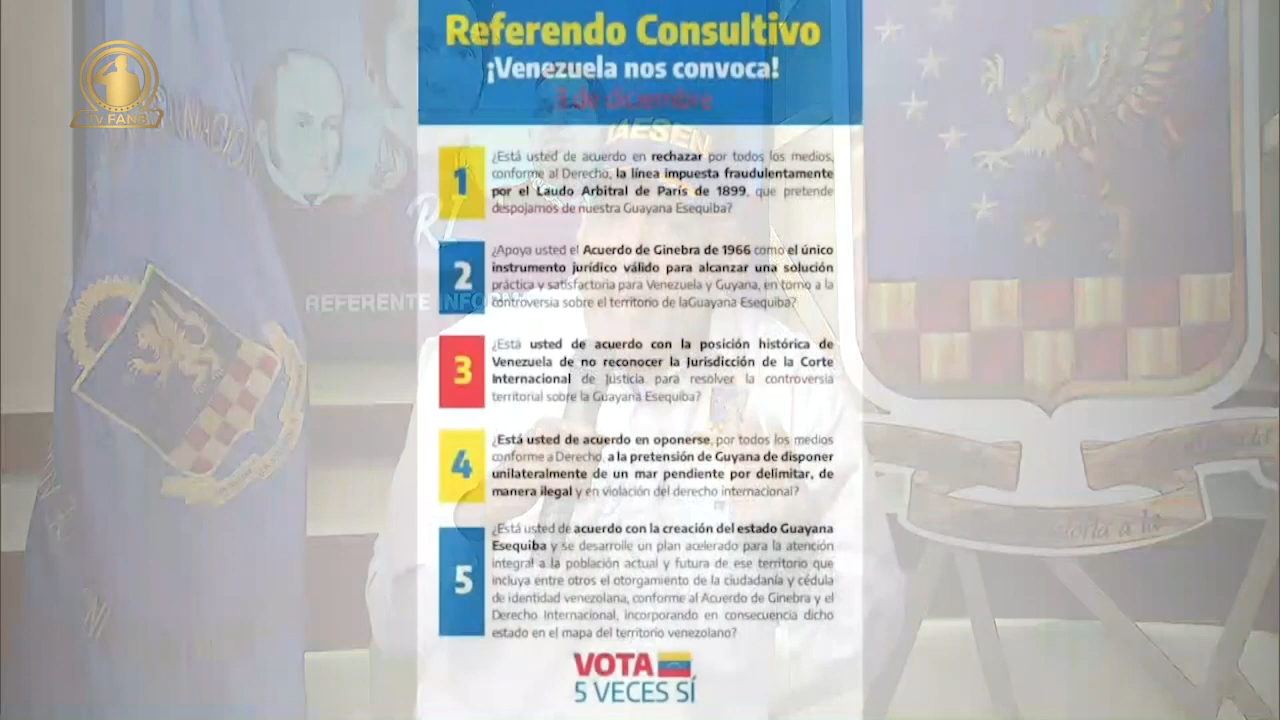 Referendo Consultivo
¡Venezuela nos convoca!
3 de diciembre
TV FANB
NACION
IAESEN
1
¿Está usted de acuerdo en rechazar por todos los medios,
conforme al Derecho, la línea impuesta fraudulentamente
por el Laudo Arbitral de París de 1899, que pretende
despojarnos de nuestra Guayana Esequiba?
2
¿Apoya usted el Acuerdo de Ginebra de 1966 como el único
instrumento jurídico válido para alcanzar una solución
práctica y satisfactoria para Venezuela y Guyana, en torno a la
controversia sobre el territorio de laGuayana Esequiba?
REFERENTE
3
¿Está usted de acuerdo con la posición histórica de
Venezuela de no reconocer la Jurisdicción de la Corte
Internacional de Justicia para resolver la controversia
territorial sobre la Guayana Esequiba?
4
¿Está usted de acuerdo en oponerse, por todos los medios
conforme a Derecho, a la pretensión de Guyana de disponer
unilateralmente de un mar pendiente por delimitar, de
manera ilegal y en violación del derecho internacional?
5
¿Está usted de acuerdo con la creación del estado Guayana
Esequiba y se desarrolle un plan acelerado para la atención
integral a la población actual y futura de ese territorio que
incluya entre otros el otorgamiento de la ciudadanía y cédula
de identidad venezolana, conforme al Acuerdo de Ginebra y el
Derecho Internacional, incorporando en consecuencia dicho
estado en el mapa del territorio venezolano?
VOTA
5 VECES SÍ